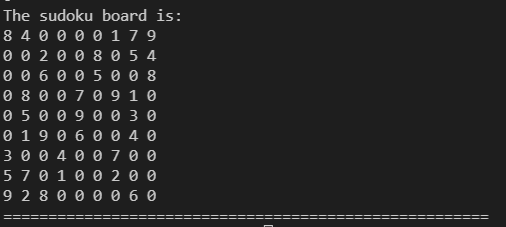 The sudoku board is:
8 4 0 0 0 0 1 7 9
0 0 2 0 0 8 0 5 4
0 0 6 0 0 5 0 0 8
0 8 0 0 7 0 9 1 0
0 5 0 0 9 0 0 3 0
0 1 9 0 6 0 0 4 0
3 0 0 4 0 0 7 0 0
5 7 0 1 0 0 2 0 0
9 2 8 0 0 0 0 6 0
======================================================